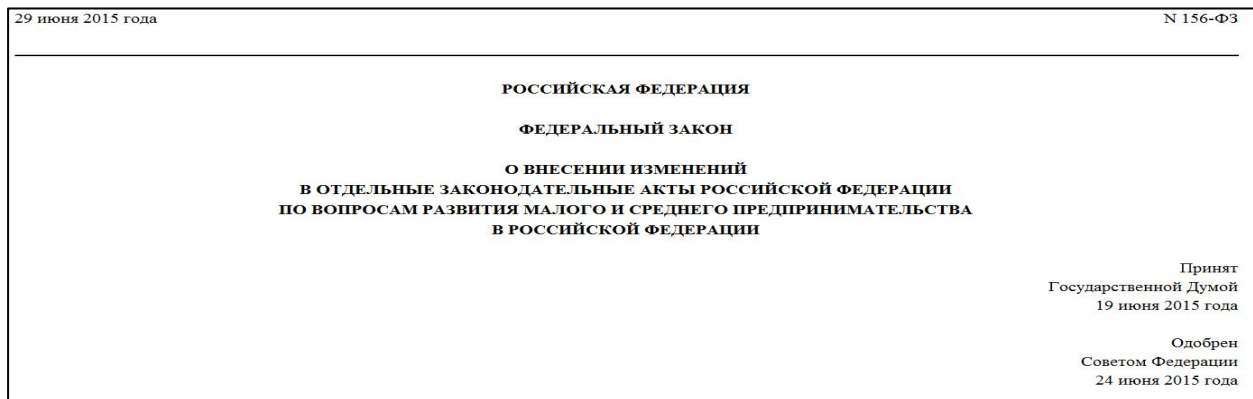 29 июня 2015 года N 156-ФЗ
РОССИЙСКАЯ ФЕДЕРАЦИЯ
ФЕДЕРАЛЬНЫЙ ЗАКОН
О ВНЕСЕНИИ ИЗМЕНЕНИЙ
В ОТДЕЛЬНЫЕ ЗАКОНОДАТЕЛЬНЫЕ АКТЫ РОССИЙСКОЙ ФЕДЕРАЦИИ
ПО ВОПРОСАМ РАЗВИТИЯ МАЛОГО И СРЕДНЕГО ПРЕДПРИНИМАТЕЛЬСТВА
В РОССИЙСКОЙ ФЕДЕРАЦИИ
Принят
Государственной Думой
19 июня 2015 года
Одобрен
Советом Федерации
24 июня 2015 года